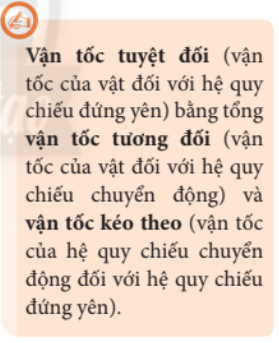 Vận tốc tuyệt đối (vận
tốc của vật đối với hệ quy
chiếu đứng yên) bằng tổng
vận tốc tương đối (vận
tốc của vật đối với hệ quy
chiếu chuyển động) và
vận tốc kéo theo (vận tốc
của hệ quy chiếu chuyển
động đối với hệ quy chiếu
đứng yên).